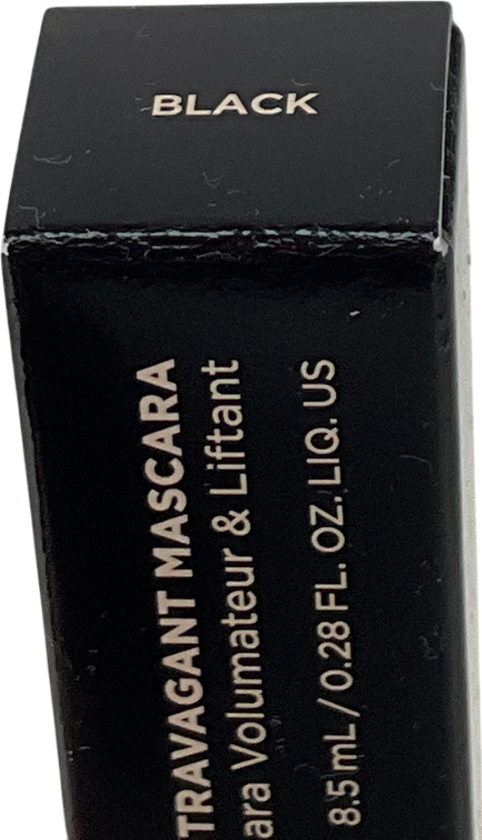 BLACK
TRAVAGANT MASCARA
ara Volumateur & Liftant
8.5 mL / 0.28 FL. OZ. LIQ. US